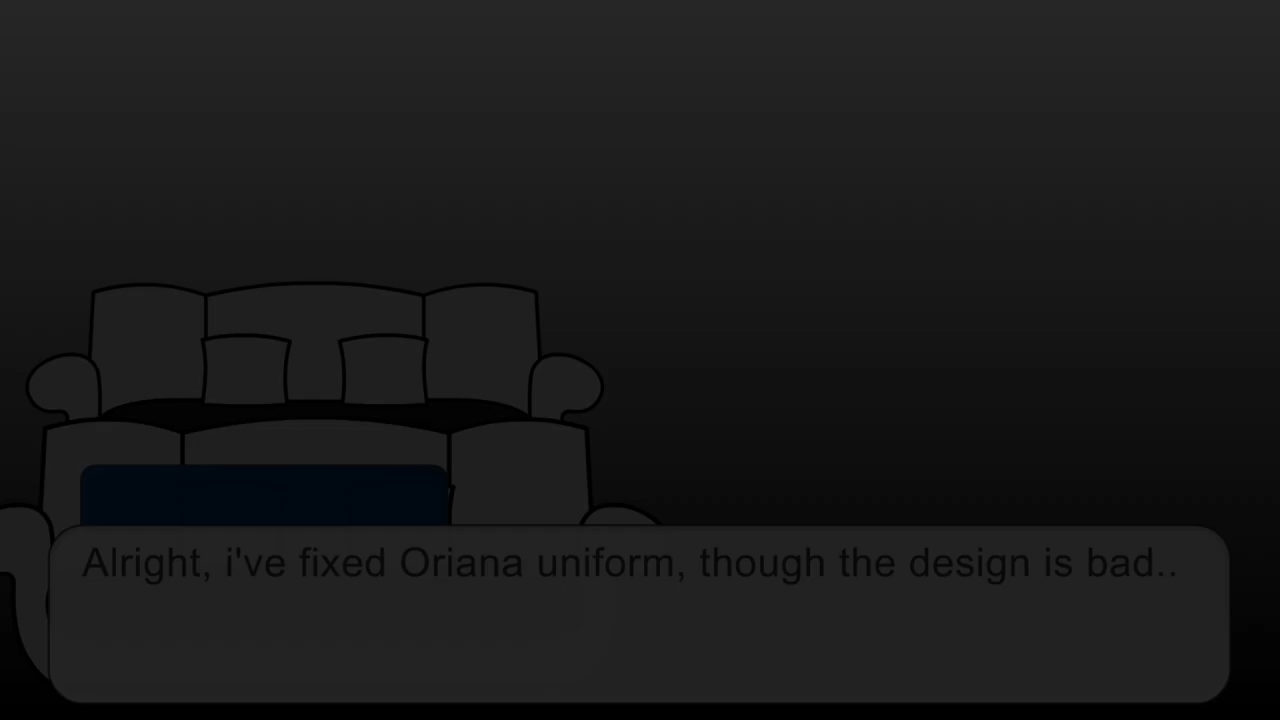 Alright, i've fixed Oriana uniform, though the design is bad..